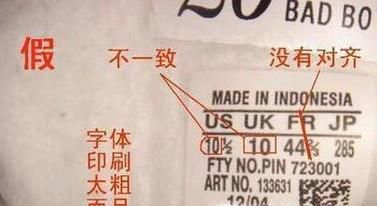 BAD BO
假
不一致
没有对齐
MADE IN INDONESIA
US UK FR JP
10½ 10 44⅔ 285
FTY NO.PIN 723001
ART NO. 133631
12/04
字体
印刷
太粗